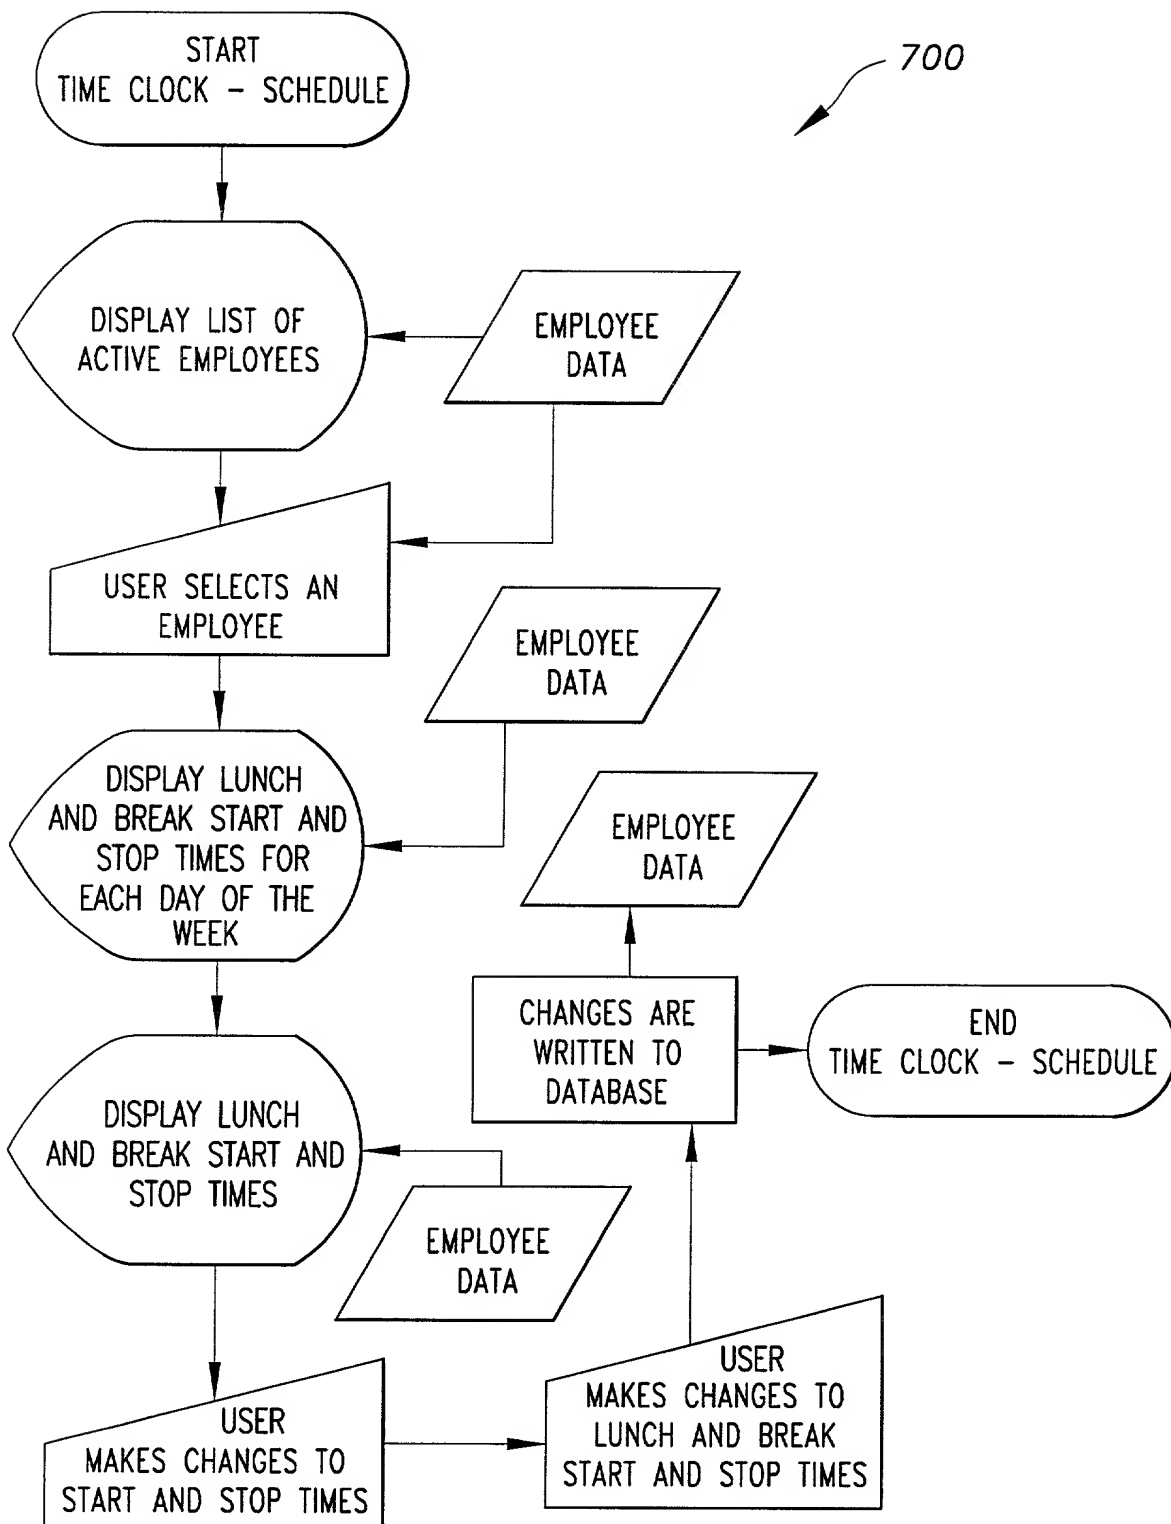 START
TIME CLOCK – SCHEDULE
700
DISPLAY LIST OF
ACTIVE EMPLOYEES
EMPLOYEE
DATA
USER SELECTS AN
EMPLOYEE
EMPLOYEE
DATA
DISPLAY LUNCH
AND BREAK START AND
STOP TIMES FOR
EACH DAY OF THE
WEEK
EMPLOYEE
DATA
CHANGES ARE
WRITTEN TO
DATABASE
END
TIME CLOCK – SCHEDULE
DISPLAY LUNCH
AND BREAK START AND
STOP TIMES
EMPLOYEE
DATA
USER
MAKES CHANGES TO
START AND STOP TIMES
USER
MAKES CHANGES TO
LUNCH AND BREAK
START AND STOP TIMES